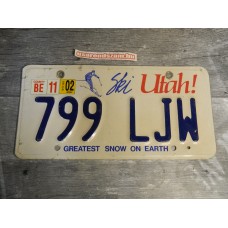 Ski Utah!
BE 11 02
799 LJW
GREATEST SNOW ON EARTH